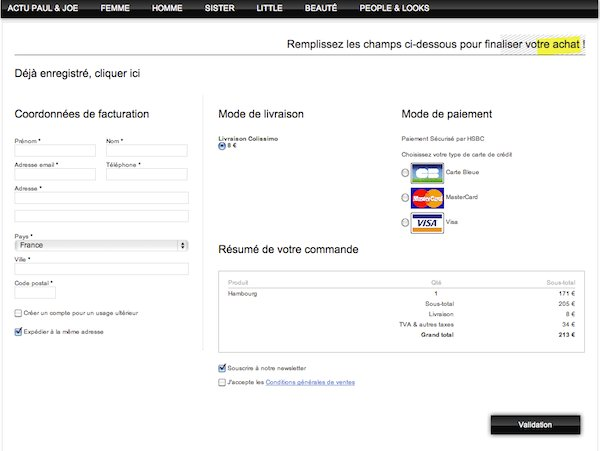 ACTU PAUL & JOE FEMME HOMME SISTER LITTLE BEAUTÉ PEOPLE & LOOKS
Remplissez les champs ci-dessous pour finaliser votre achat !
Déjà enregistré, cliquer ici
Coordonnées de facturation
Prénom * Nom *
Adresse email * Téléphone *
Adresse *
Pays *
France
Ville *
Code postal *
Créer un compte pour un usage ultérieur
Expédier à la même adresse
Mode de livraison
Livraison Colissimo
8 €
Mode de paiement
Paiement Sécurisé par HSBC
Choisissez votre type de carte de crédit
CB Carte Bleue
MasterCard MasterCard
VISA Visa
Résumé de votre commande
Produit Qté Sous-total
Hambourg 1 171 €
Sous-total 205 €
Livraison 8 €
TVA & autres taxes 34 €
Grand total 213 €
Souscrire à notre newsletter
J'accepte les Conditions générales de ventes
Validation